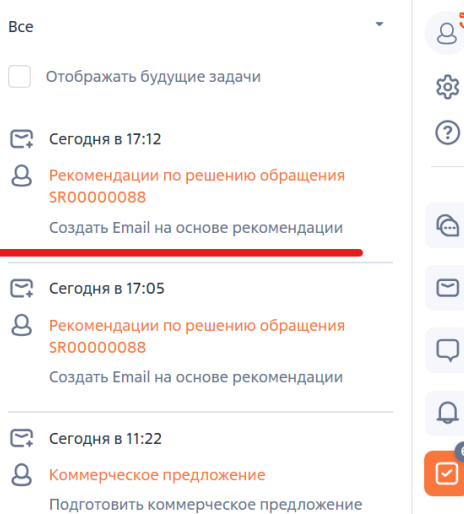 Все
Отображать будущие задачи
Сегодня в 17:12
Рекомендации по решению обращения
SR00000088
Создать Email на основе рекомендации
Сегодня в 17:05
Рекомендации по решению обращения
SR00000088
Создать Email на основе рекомендации
Сегодня в 11:22
Коммерческое предложение
Подготовить коммерческое предложение